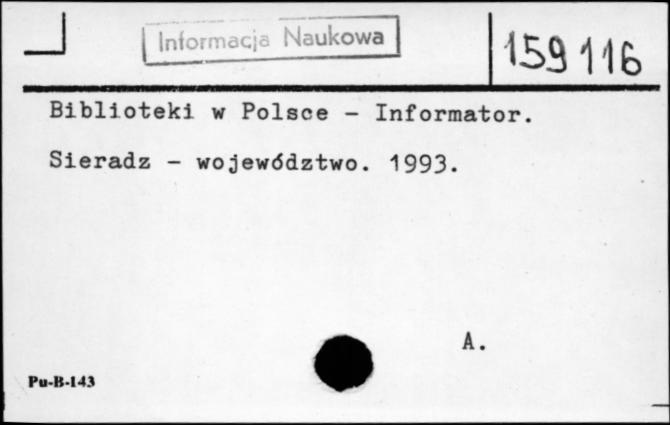 Informacja Naukowa
159116
Biblioteki w Polsce - Informator.
Sieradz - województwo. 1993.
A.
Pu-B-143